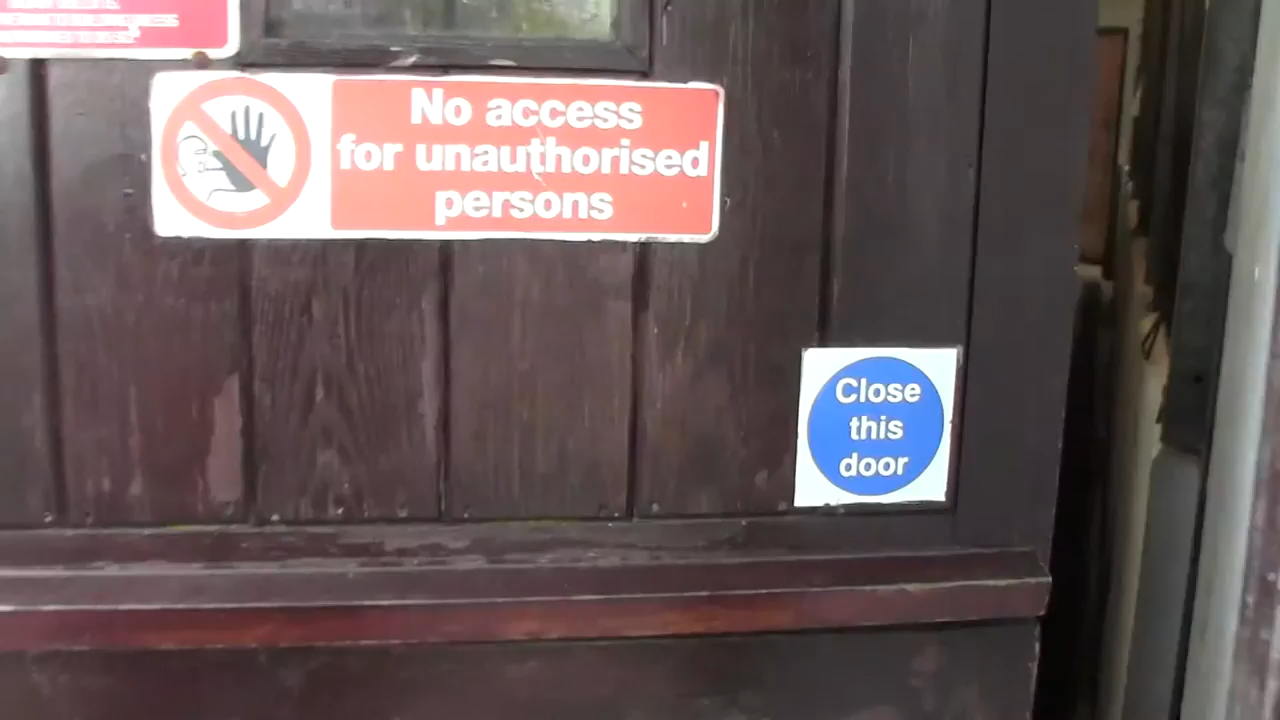 No access
for unauthorised
persons
Close
this
door